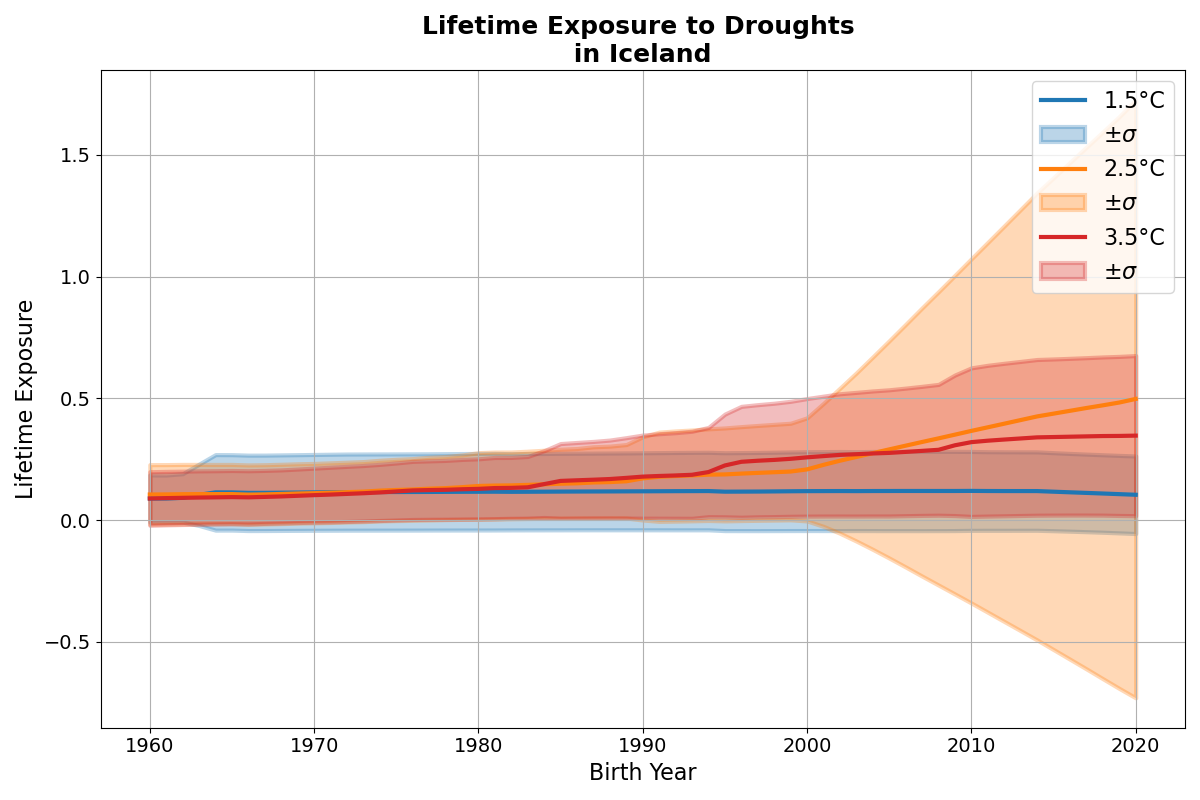 Lifetime Exposure to Droughts
in Iceland
1.5°C
±σ
2.5°C
±σ
3.5°C
±σ
Lifetime Exposure
1.5
1.0
0.5
0.0
−0.5
1960 1970 1980 1990 2000 2010 2020
Birth Year